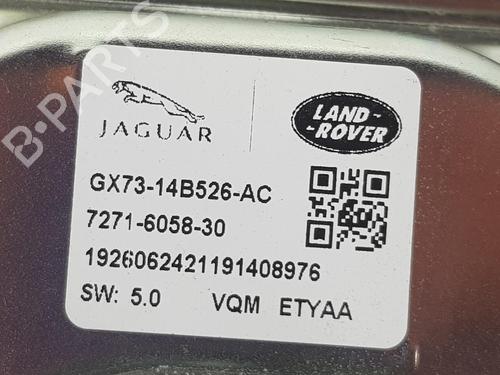 B-PARTS
JAGUAR
LAND-
-ROVER
GX73-14B526-AC
7271-6058-30
1926062421191408976
SW: 5.0 VQM ETYAA